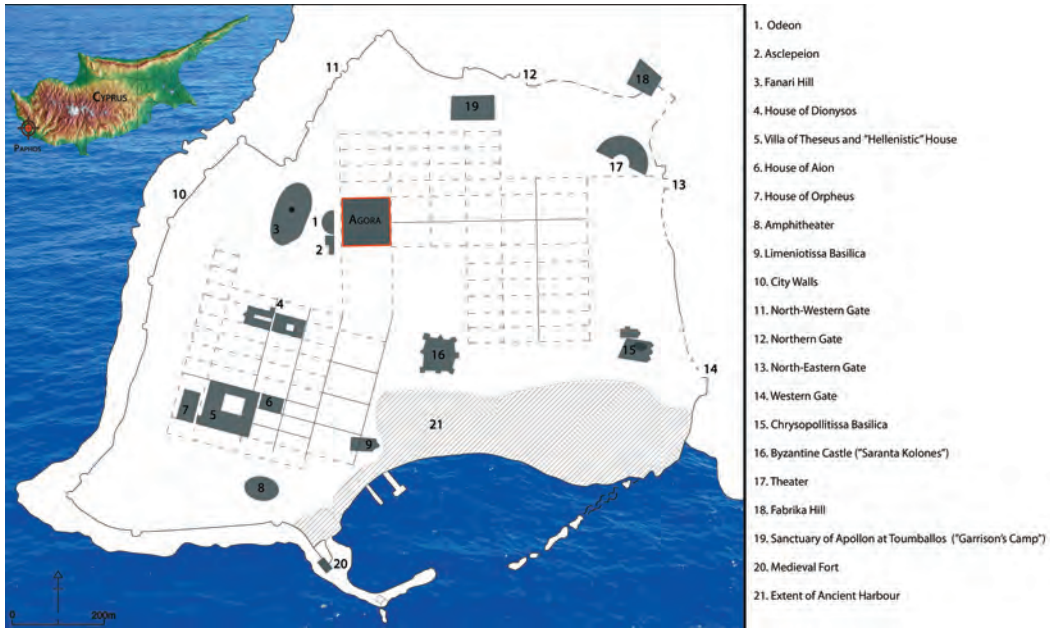 CYPRUS
PAPHOS
11
12
18
19
17
13
10
3
1
2
AGORA
4
16
15
14
7
5
6
21
9
8
20
0 200m
1. Odeon
2. Asclepeion
3. Fanari Hill
4. House of Dionysos
5. Villa of Theseus and "Hellenistic" House
6. House of Aion
7. House of Orpheus
8. Amphitheater
9. Limeniotissa Basilica
10. City Walls
11. North-Western Gate
12. Northern Gate
13. North-Eastern Gate
14. Western Gate
15. Chrysopollitissa Basilica
16. Byzantine Castle ("Saranta Kolones")
17. Theater
18. Fabrika Hill
19. Sanctuary of Apollon at Toumballos ("Garrison's Camp")
20. Medieval Fort
21. Extent of Ancient Harbour